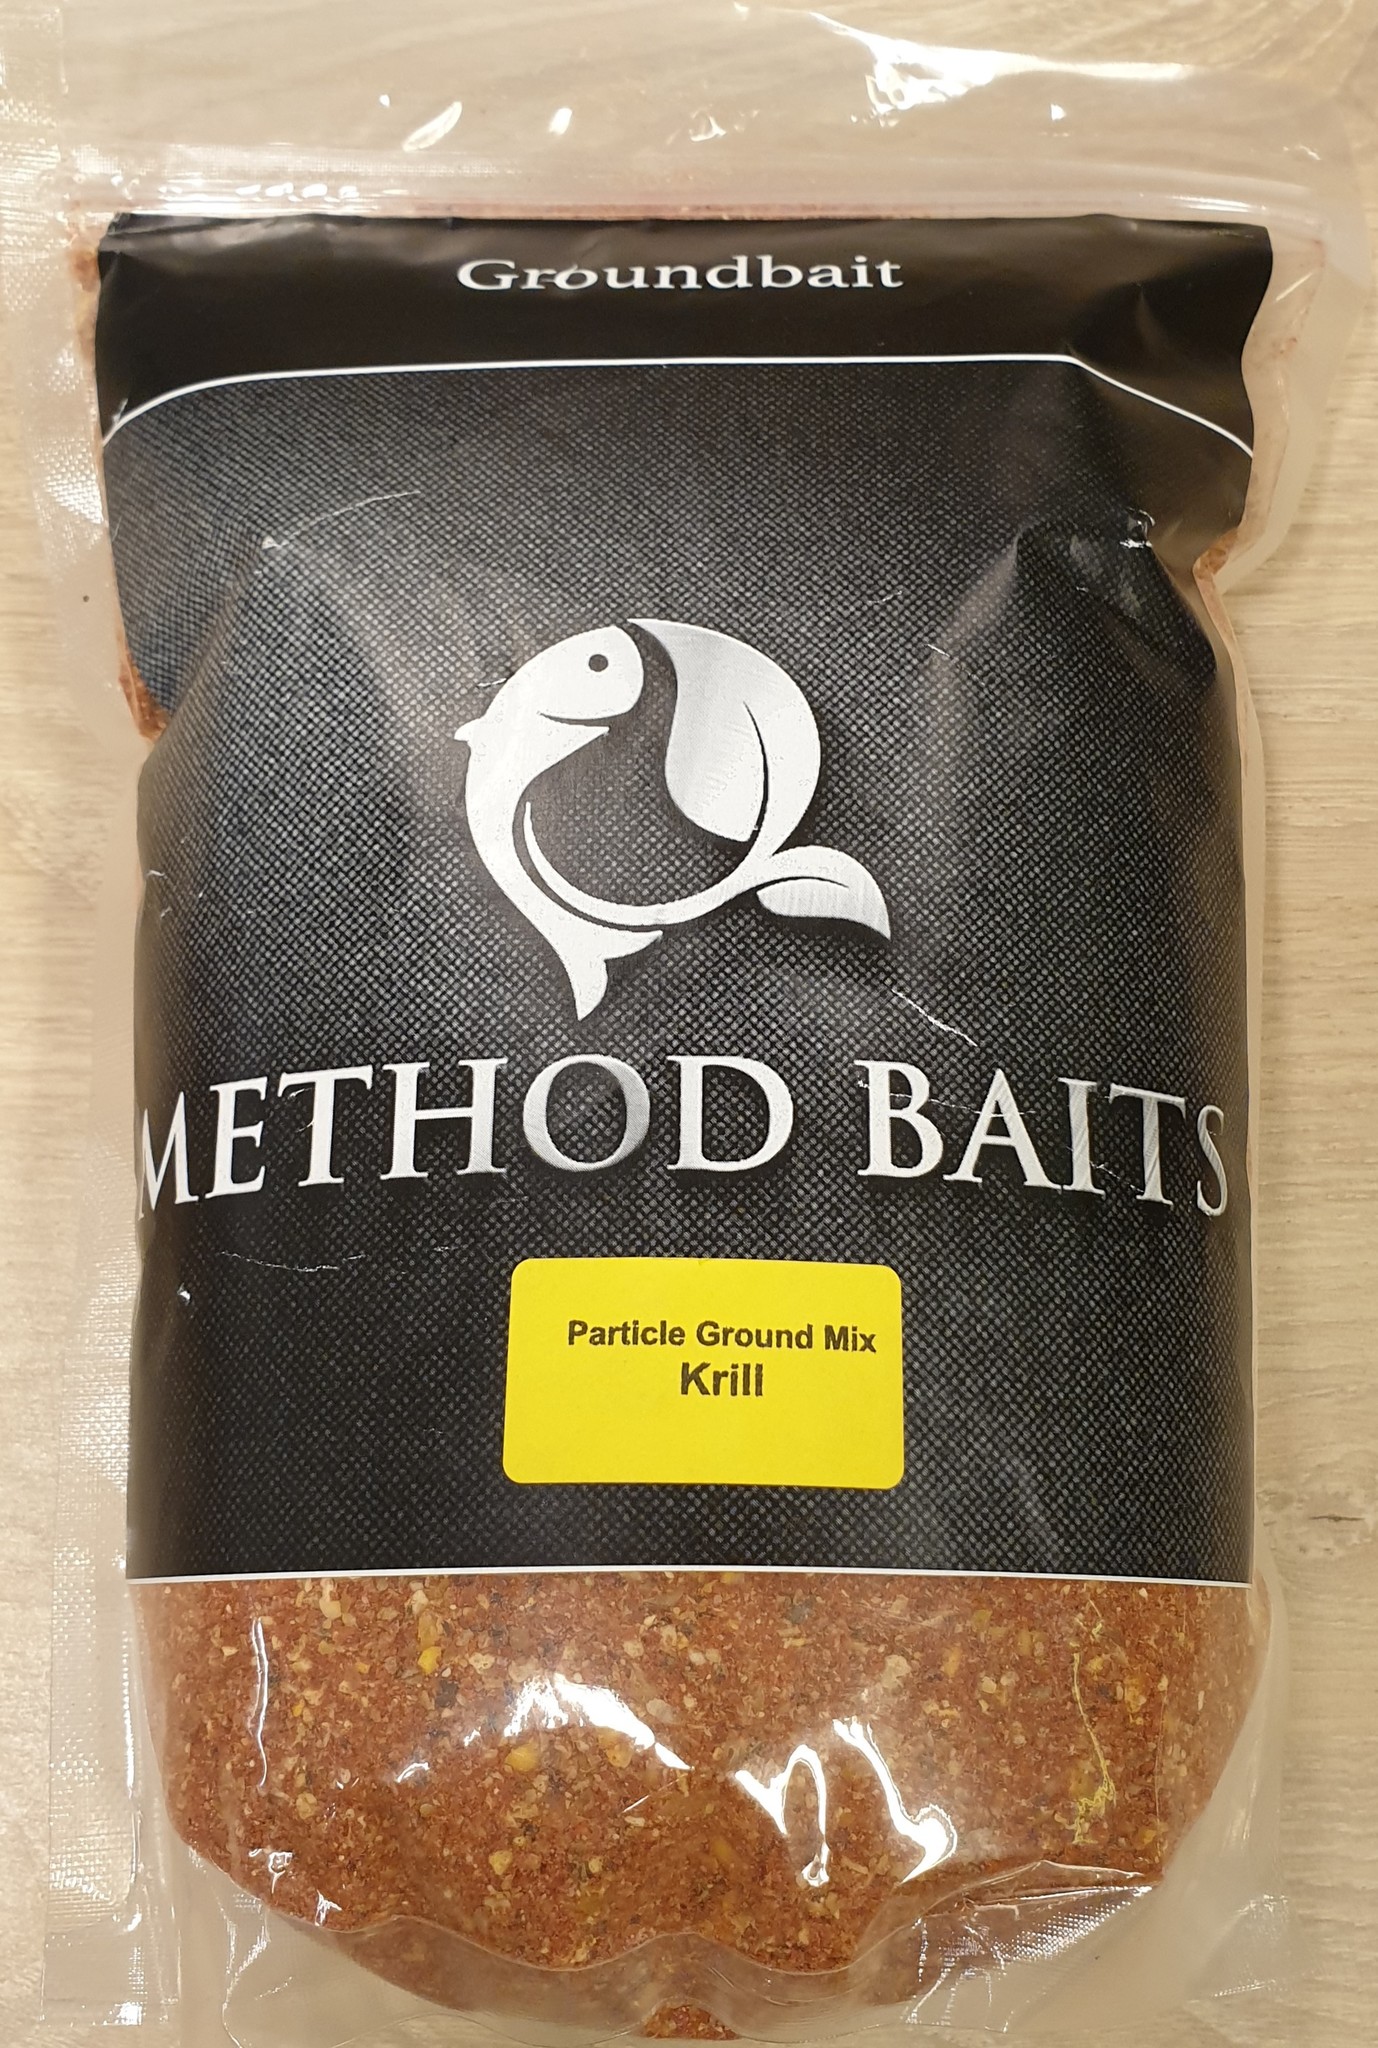 Groundbait
METHOD BAITS
Particle Ground Mix
Krill